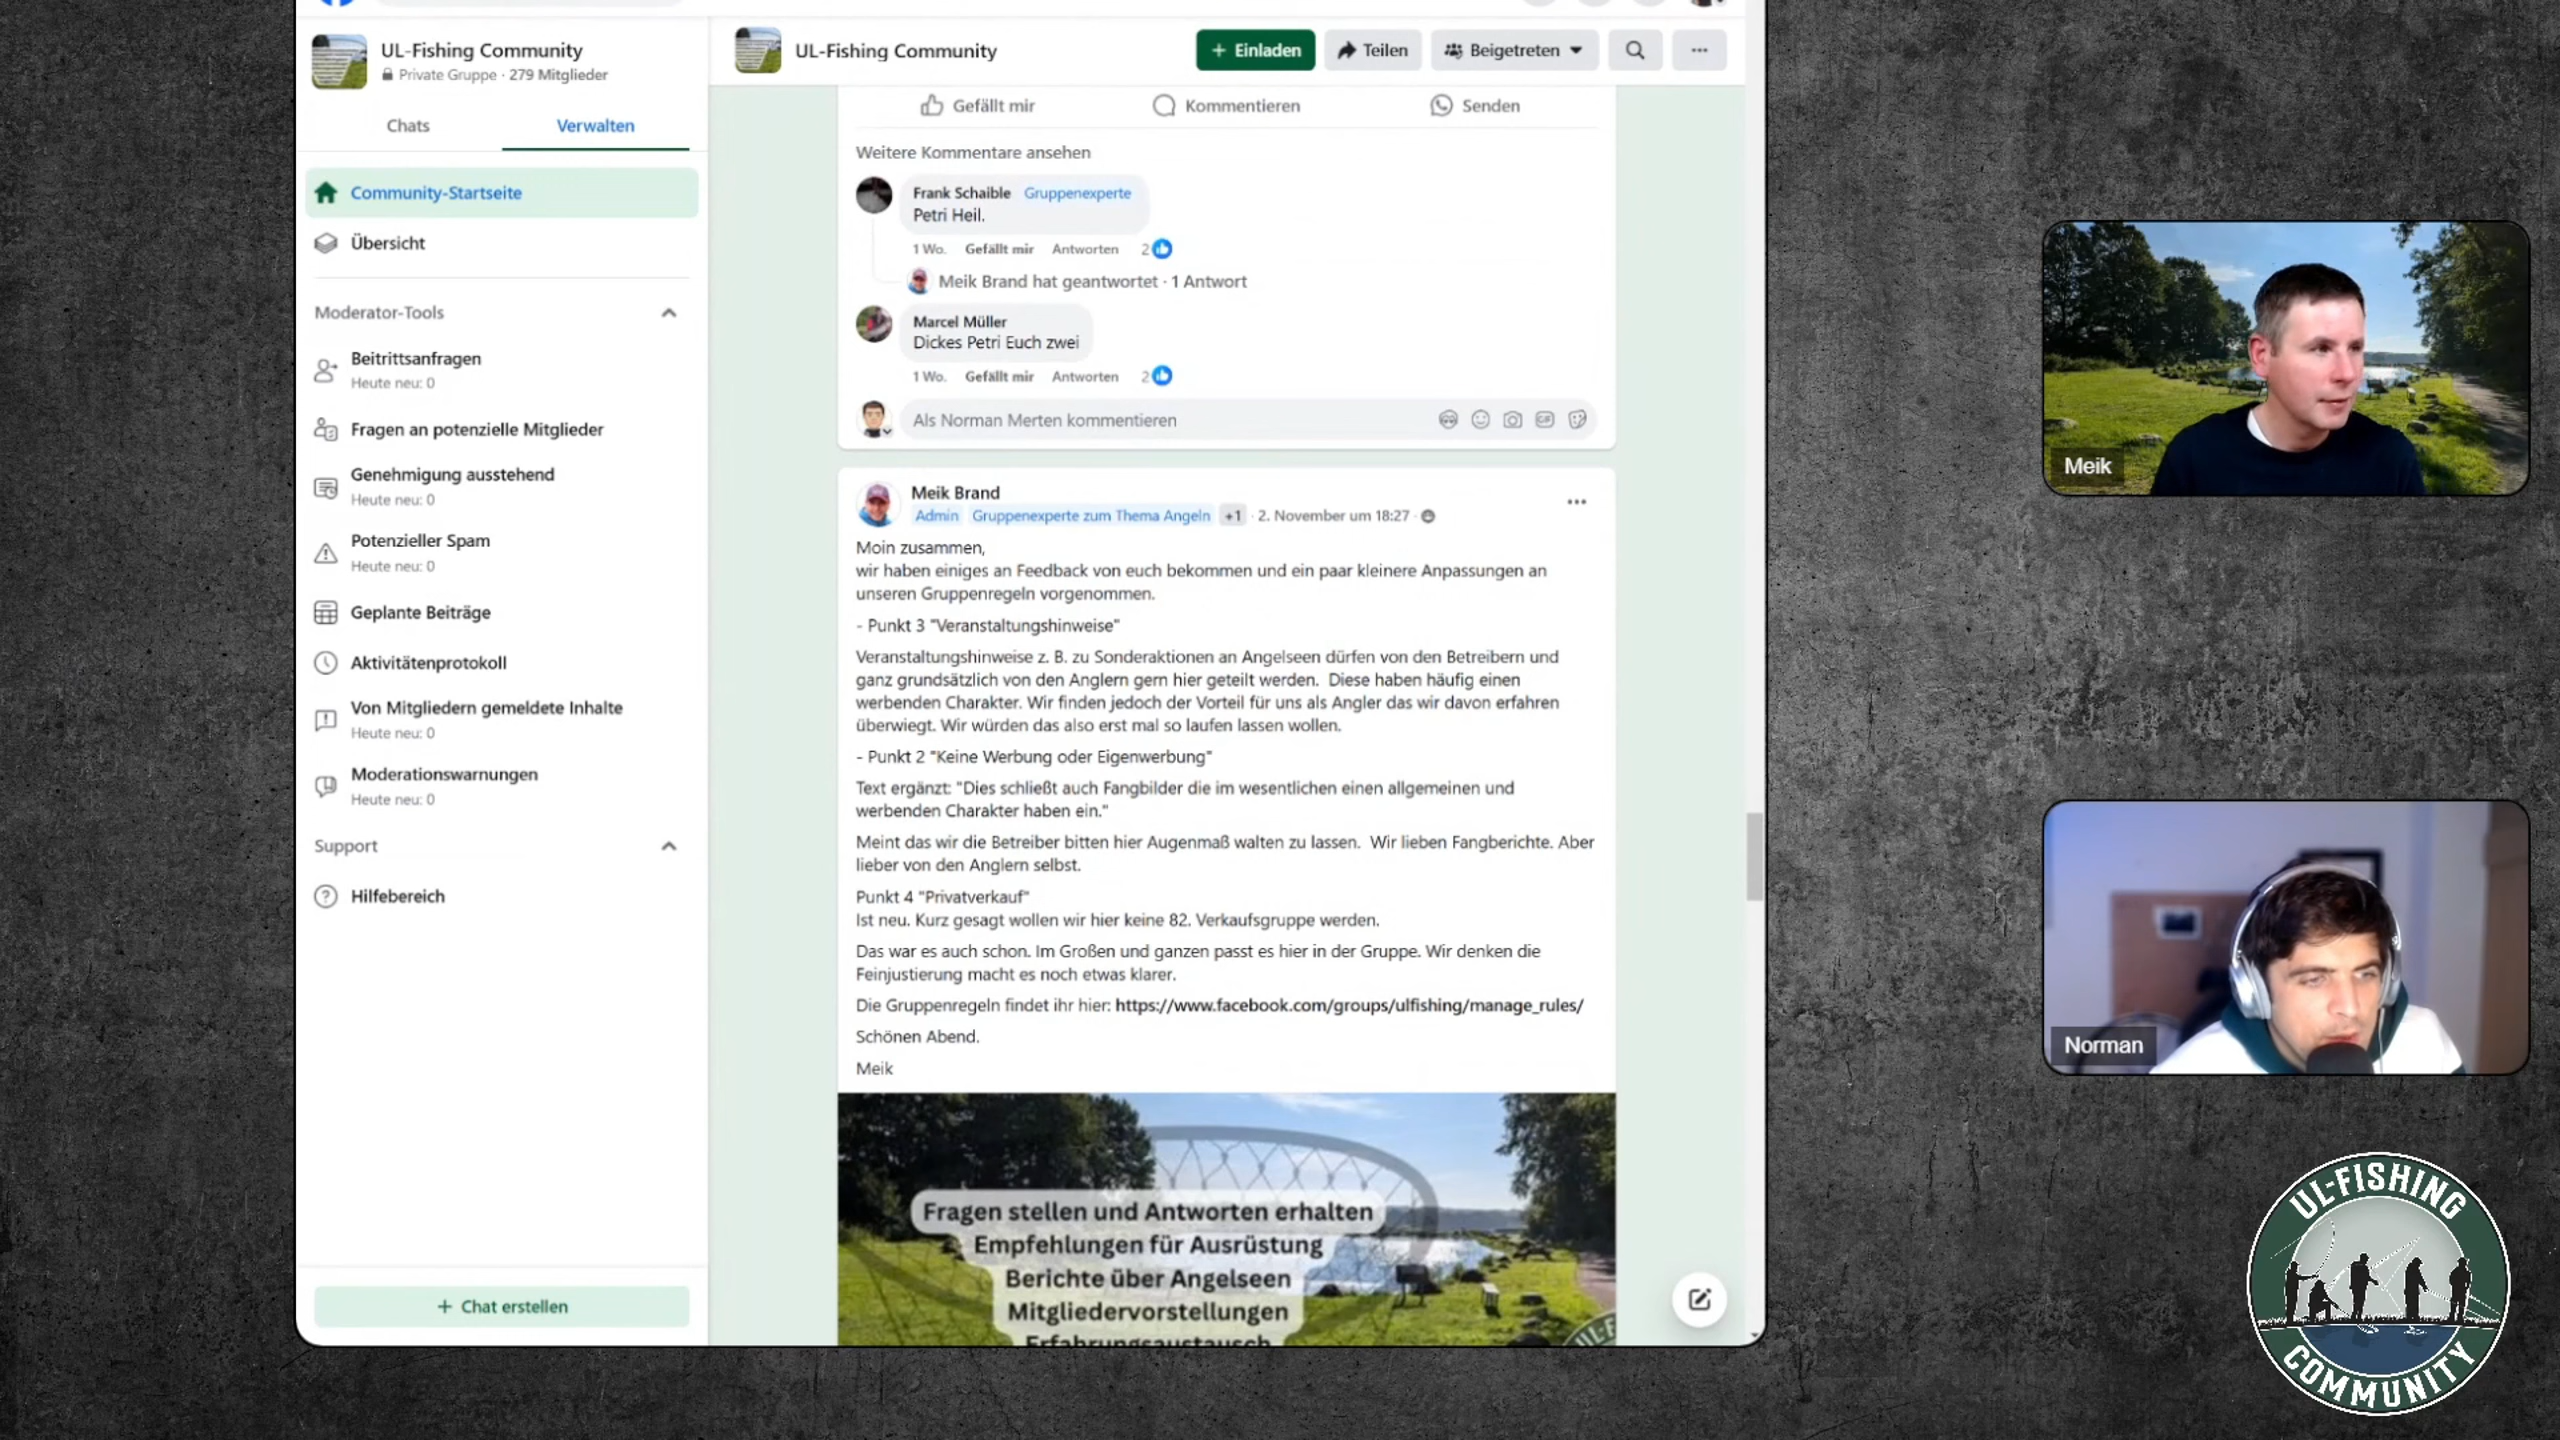 UL-Fishing Community
Private Gruppe · 279 Mitglieder
Chats
Verwalten
Community-Startseite
Übersicht
Moderator-Tools
Beitrittsanfragen
Heute neu: 0
Fragen an potenzielle Mitglieder
Genehmigung ausstehend
Heute neu: 0
Potenzieller Spam
Heute neu: 0
Geplante Beiträge
Aktivitätenprotokoll
Von Mitgliedern gemeldete Inhalte
Heute neu: 0
Moderationswarnungen
Heute neu: 0
Support
Hilfebereich
+ Chat erstellen
UL-Fishing Community
+ Einladen
Teilen
Beigetreten
Gefällt mir
Kommentieren
Senden
Weitere Kommentare ansehen
Frank Schaible Gruppenexperte
Petri Heil.
1 Wo. Gefällt mir Antworten 2
Meik Brand hat geantwortet · 1 Antwort
Marcel Müller
Dickes Petri Euch zwei
1 Wo. Gefällt mir Antworten 2
Als Norman Merten kommentieren
GIF
Meik Brand
Admin Gruppenexperte zum Thema Angeln +1 · 2. November um 18:27 ·
Moin zusammen,
wir haben einiges an Feedback von euch bekommen und ein paar kleinere Anpassungen an
unseren Gruppenregeln vorgenommen.
- Punkt 3 "Veranstaltungshinweise"
Veranstaltungshinweise z. B. zu Sonderaktionen an Angelseen dürfen von den Betreibern und
ganz grundsätzlich von den Anglern gern hier geteilt werden. Diese haben häufig einen
werbenden Charakter. Wir finden jedoch der Vorteil für uns als Angler das wir davon erfahren
überwiegt. Wir würden das also erst mal so laufen lassen wollen.
- Punkt 2 "Keine Werbung oder Eigenwerbung"
Text ergänzt: "Dies schließt auch Fangbilder die im wesentlichen einen allgemeinen und
werbenden Charakter haben ein."
Meint das wir die Betreiber bitten hier Augenmaß walten zu lassen. Wir lieben Fangberichte. Aber
lieber von den Anglern selbst.
Punkt 4 "Privatverkauf"
Ist neu. Kurz gesagt wollen wir hier keine 82. Verkaufsgruppe werden.
Das war es auch schon. Im Großen und ganzen passt es hier in der Gruppe. Wir denken die
Feinjustierung macht es noch etwas klarer.
Die Gruppenregeln findet ihr hier: https://www.facebook.com/groups/ulfishing/manage_rules/
Schönen Abend.
Meik
Fragen stellen und Antworten erhalten
Empfehlungen für Ausrüstung
Berichte über Angelseen
Mitgliedervorstellungen
Erfahrungsaustausch
Meik
Norman
UL-FISHING
COMMUNITY